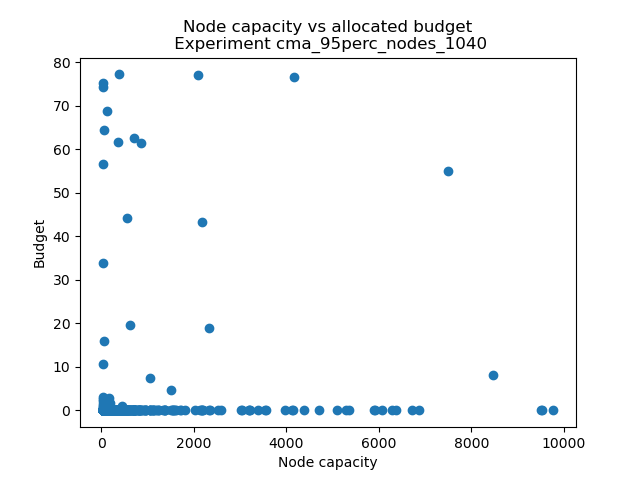 Node capacity vs allocated budget
Experiment cma_95perc_nodes_1040
80
70
60
50
40
30
20
10
0
Budget
0 2000 4000 6000 8000 10000
Node capacity